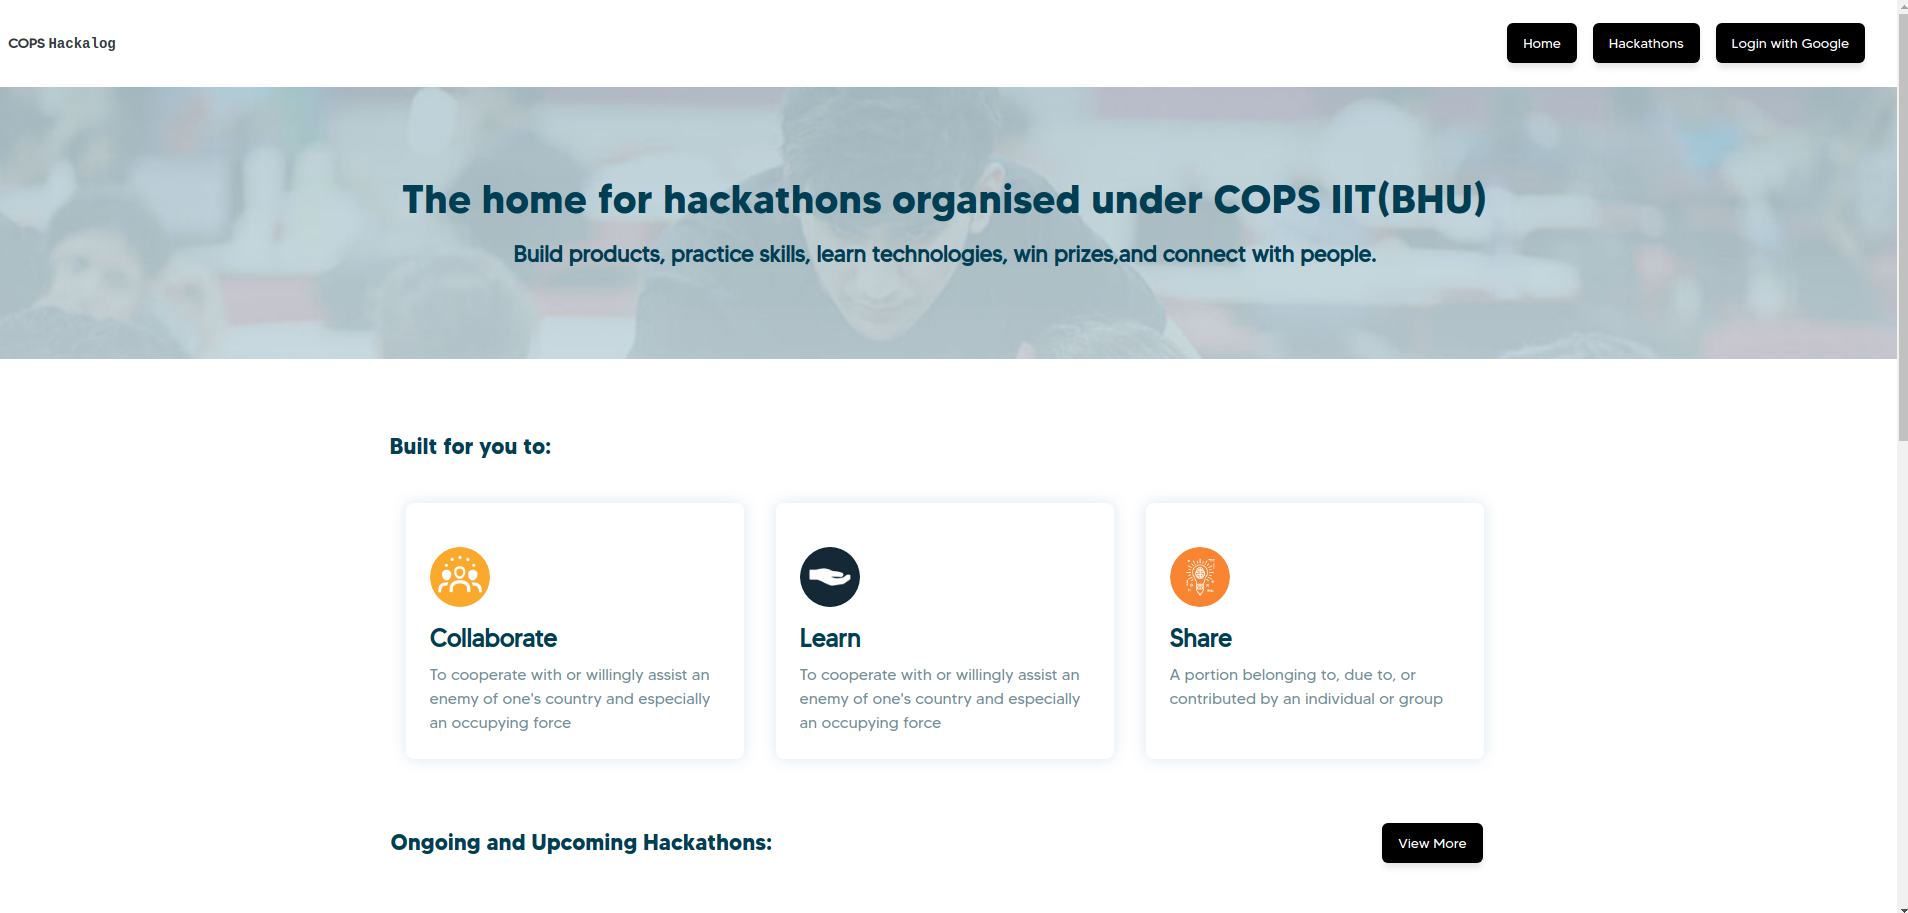 COPS Hackalog
Home
Hackathons
Login with Google
The home for hackathons organised under COPS IIT(BHU)
Build products, practice skills, learn technologies, win prizes,and connect with people.
Built for you to:
Collaborate
To cooperate with or willingly assist an
enemy of one's country and especially
an occupying force
Learn
To cooperate with or willingly assist an
enemy of one's country and especially
an occupying force
Share
A portion belonging to, due to, or
contributed by an individual or group
Ongoing and Upcoming Hackathons:
View More